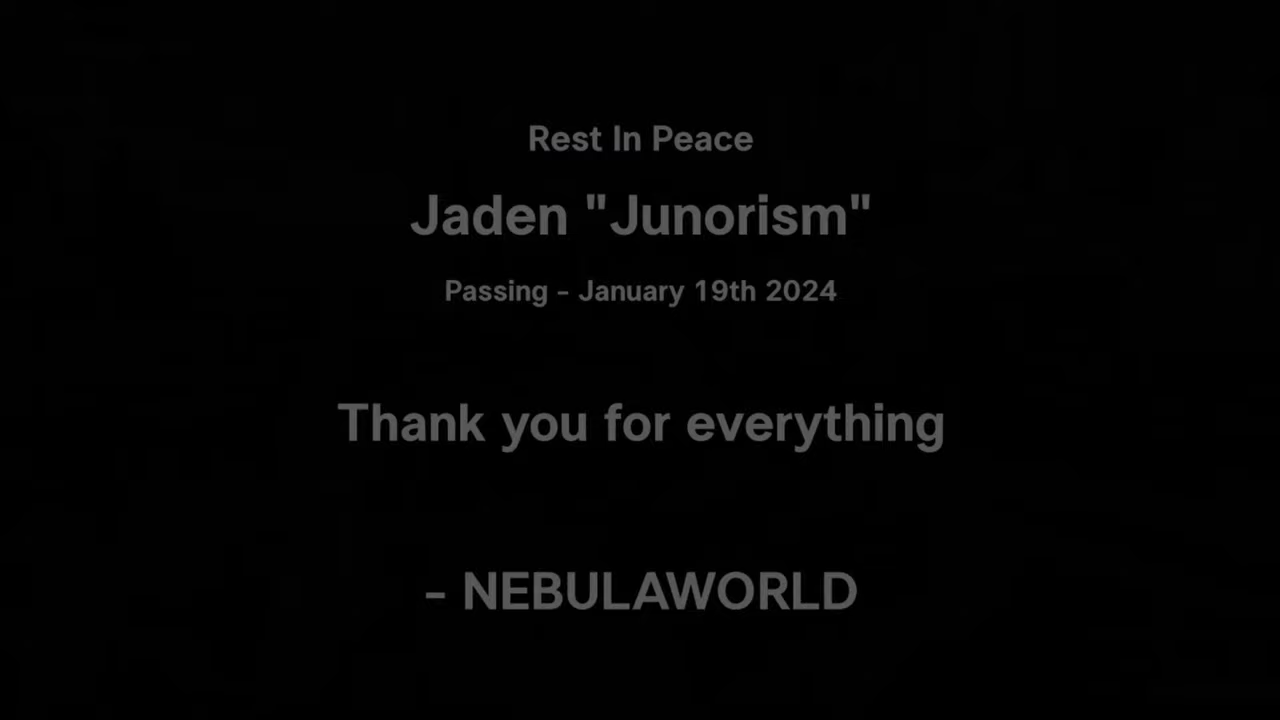 Rest In Peace
Jaden "Junorism"
Passing - January 19th 2024
Thank you for everything
- NEBULAWORLD